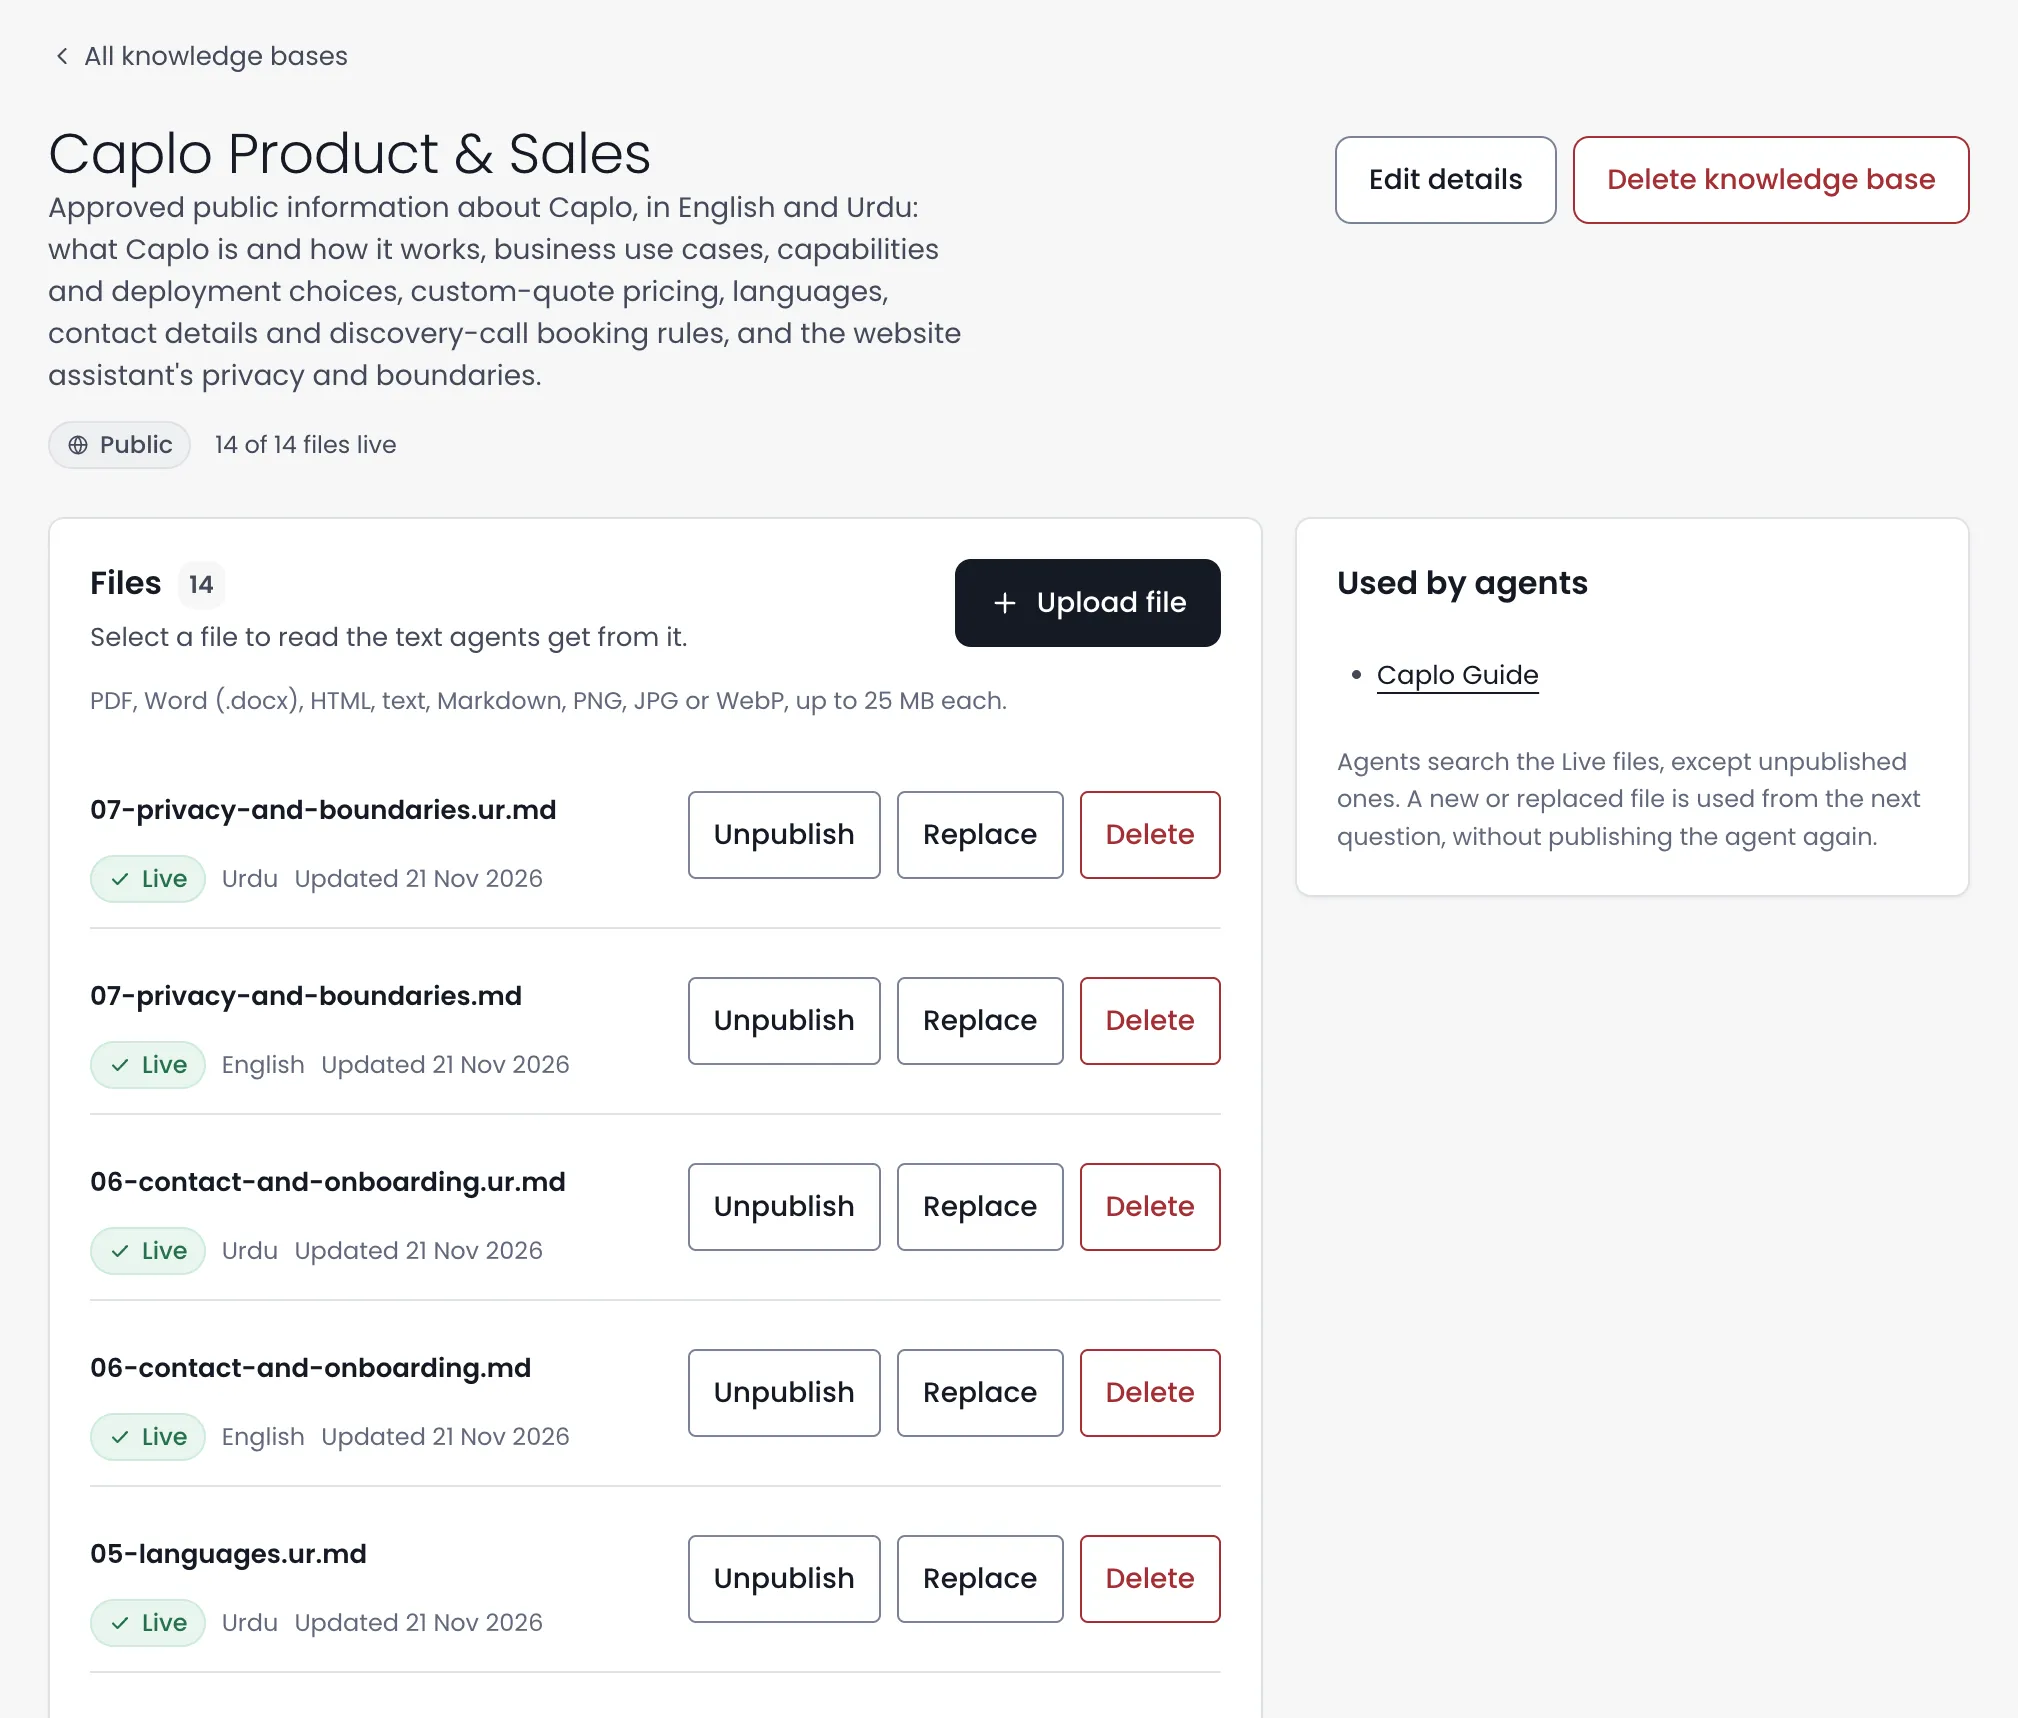 All knowledge bases
Caplo Product & Sales
Edit details
Delete knowledge base
Approved public information about Caplo, in English and Urdu:
what Caplo is and how it works, business use cases, capabilities
and deployment choices, custom-quote pricing, languages,
contact details and discovery-call booking rules, and the website
assistant's privacy and boundaries.
Public 14 of 14 files live
Files 14
Upload file
Select a file to read the text agents get from it.
PDF, Word (.docx), HTML, text, Markdown, PNG, JPG or WebP, up to 25 MB each.
07-privacy-and-boundaries.ur.md
Unpublish Replace Delete
Live Urdu Updated 21 Nov 2026
07-privacy-and-boundaries.md
Unpublish Replace Delete
Live English Updated 21 Nov 2026
06-contact-and-onboarding.ur.md
Unpublish Replace Delete
Live Urdu Updated 21 Nov 2026
06-contact-and-onboarding.md
Unpublish Replace Delete
Live English Updated 21 Nov 2026
05-languages.ur.md
Unpublish Replace Delete
Live Urdu Updated 21 Nov 2026
Used by agents
• Caplo Guide
Agents search the Live files, except unpublished
ones. A new or replaced file is used from the next
question, without publishing the agent again.